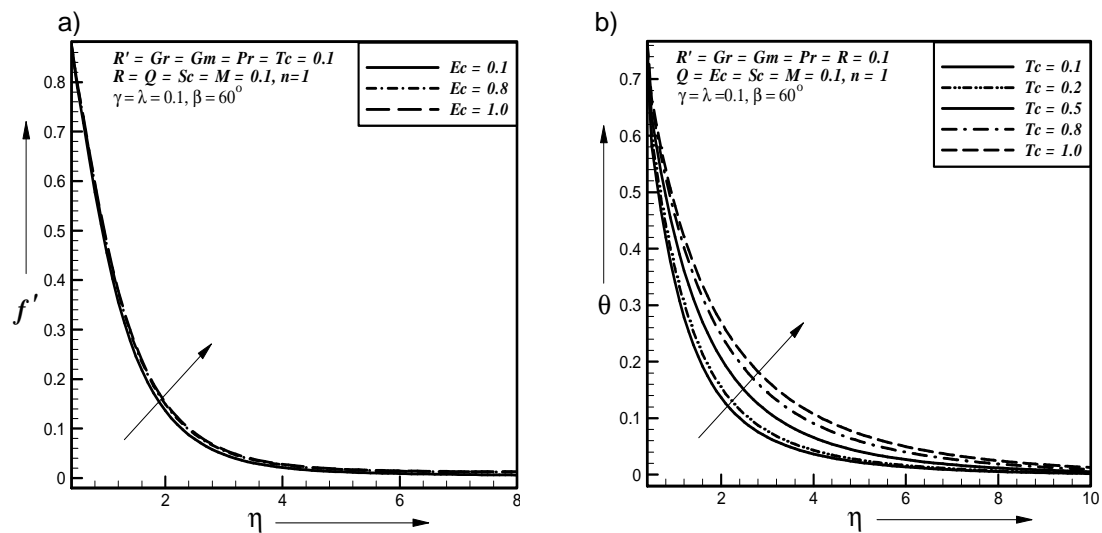 a)
R' = Gr = Gm = Pr = Tc = 0.1
R = Q = Sc = M = 0.1, n=1
γ = λ = 0.1, β = 60°
Ec = 0.1
Ec = 0.8
Ec = 1.0
0.8
0.7
0.6
0.5
0.4
0.3
0.2
0.1
0
f'
2
4
6
8
η
b)
R' = Gr = Gm = Pr = R = 0.1
Q = Ec = Sc = M = 0.1, n = 1
γ = λ=0.1, β = 60°
Tc = 0.1
Tc = 0.2
Tc = 0.5
Tc = 0.8
Tc = 1.0
0.7
0.6
0.5
0.4
0.3
0.2
0.1
0
θ
2
4
6
8
10
η